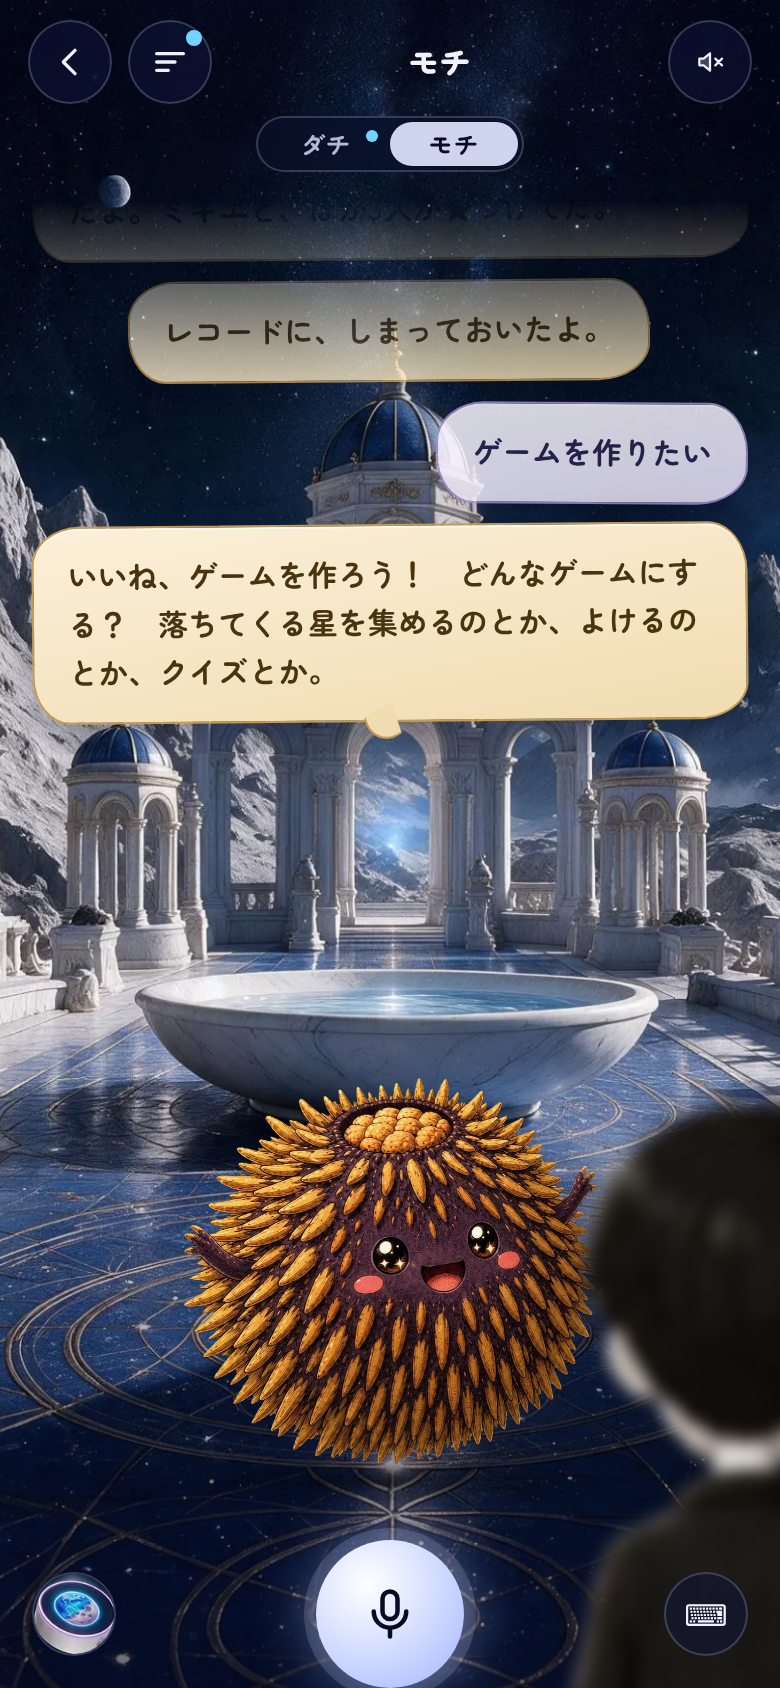 モチ
ダチ
モチ
レコードに、しまっておいたよ。
ゲームを作りたい
いいね、ゲームを作ろう！　どんなゲームにす
る？　落ちてくる星を集めるのとか、よけるの
とか、クイズとか。